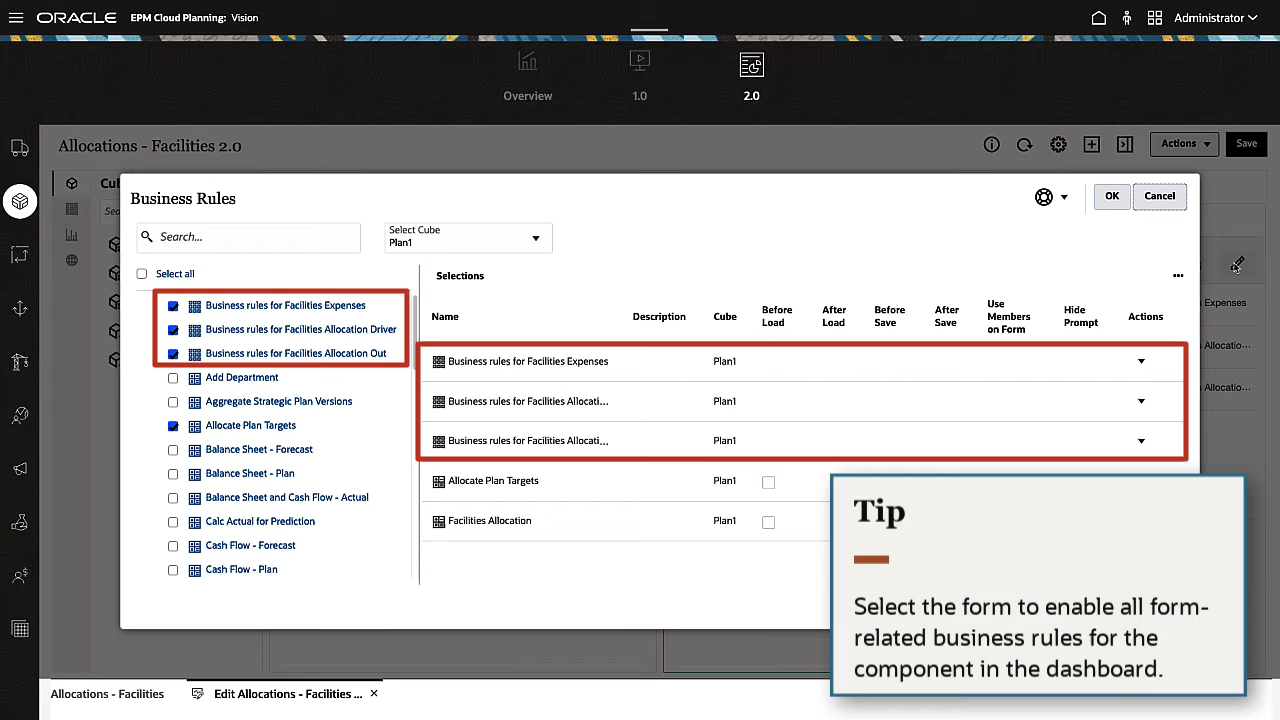 ORACLE EPM Cloud Planning: Vision
Administrator
Overview
1.0
2.0
Allocations - Facilities 2.0
Actions
Save
Business Rules
OK
Cancel
Search...
Select Cube
Plan1
Select all
Business rules for Facilities Expenses
Business rules for Facilities Allocation Driver
Business rules for Facilities Allocation Out
Add Department
Aggregate Strategic Plan Versions
Allocate Plan Targets
Balance Sheet - Forecast
Balance Sheet - Plan
Balance Sheet and Cash Flow - Actual
Calc Actual for Prediction
Cash Flow - Forecast
Cash Flow - Plan
Selections
...
Name
Description
Cube
Before
Load
After
Load
Before
Save
After
Save
Use
Members
on Form
Hide
Prompt
Actions
Business rules for Facilities Expenses Plan1
Business rules for Facilities Allocati... Plan1
Business rules for Facilities Allocati... Plan1
Allocate Plan Targets Plan1
Facilities Allocation Plan1
Expenses
Allocatio...
Allocatio...
Tip
Select the form to enable all form-
related business rules for the
component in the dashboard.
Allocations - Facilities
Edit Allocations - Facilities ...